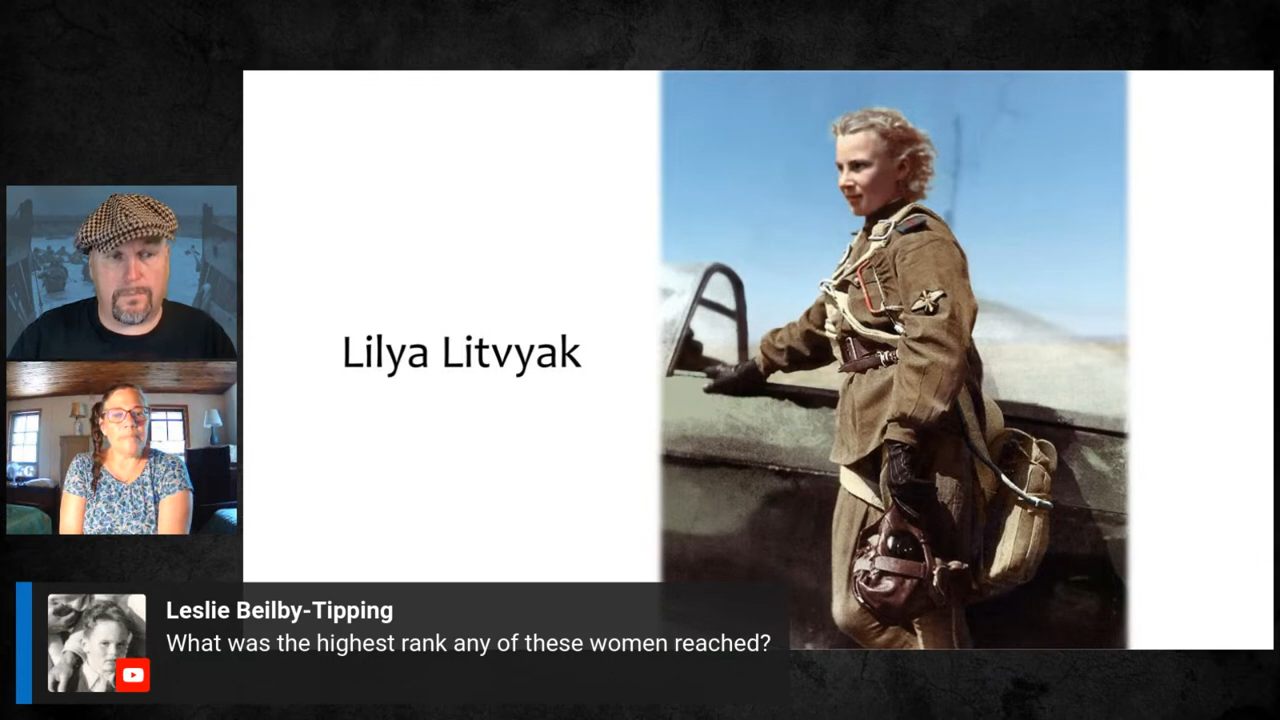 Lilya Litvyak
Leslie Beilby-Tipping
What was the highest rank any of these women reached?